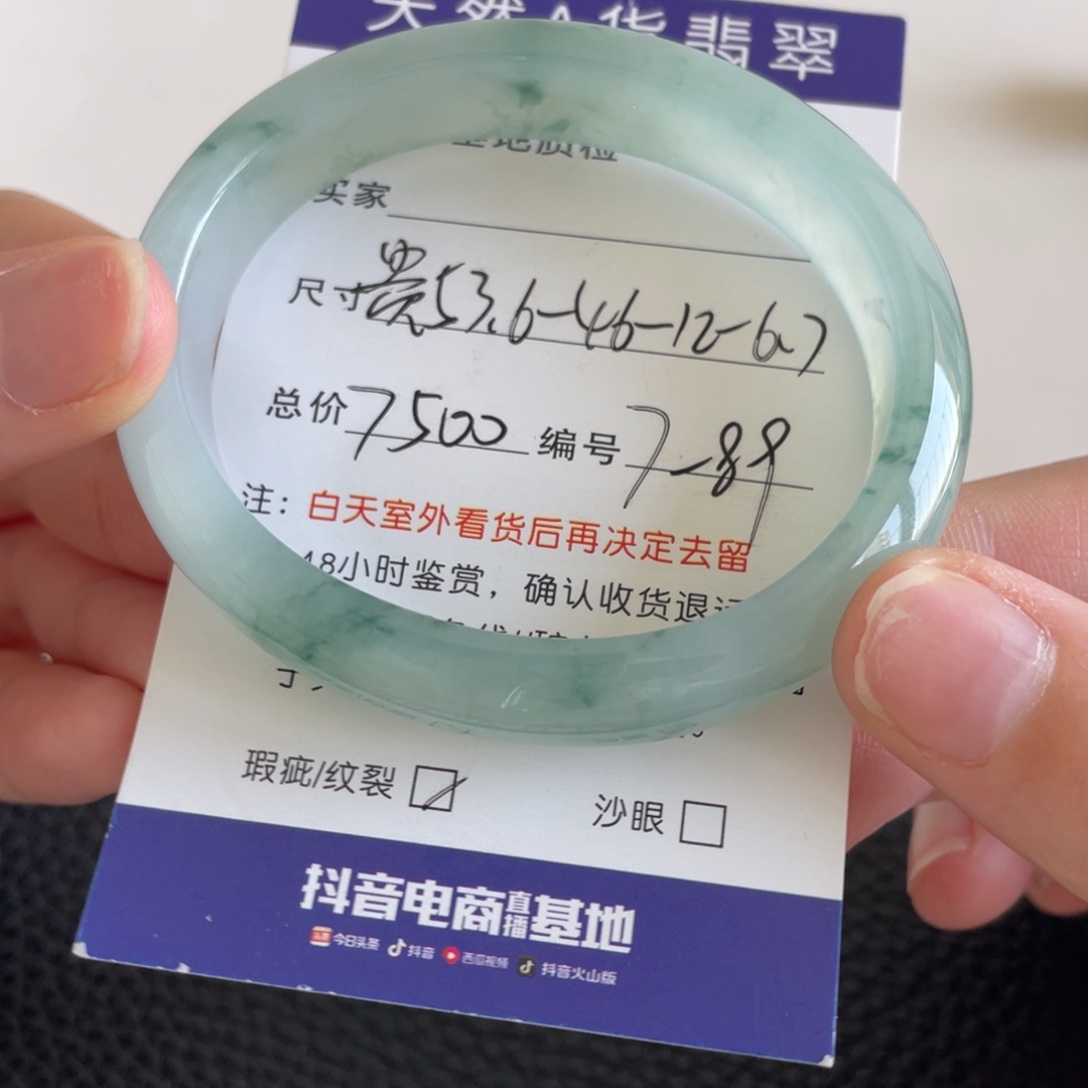 天然A货翡翠
基地质检
买家
尺寸 贵53.6-46-12-6.7
总价7500 编号7-89
注：白天室外看货后再决定去留
48小时鉴赏，确认收货退
瑕疵/纹裂 沙眼
抖音电商直播基地
今日头条 抖音 西瓜视频 抖音火山版